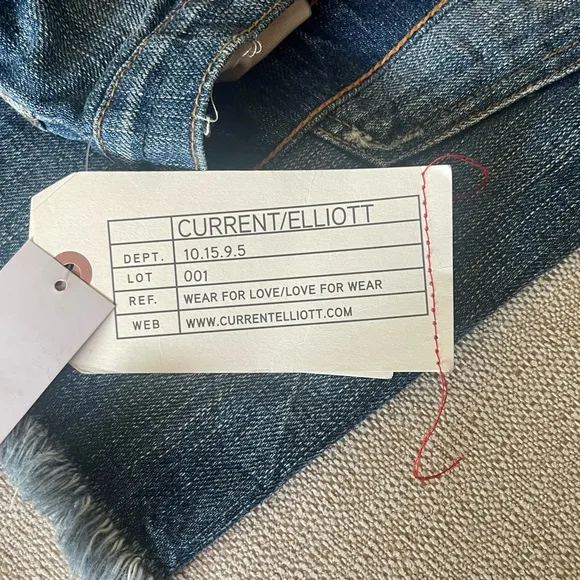 CURRENT/ELLIOTT
DEPT. 10.15.9.5
LOT 001
REF. WEAR FOR LOVE/LOVE FOR WEAR
WEB WWW.CURRENTELLIOTT.COM